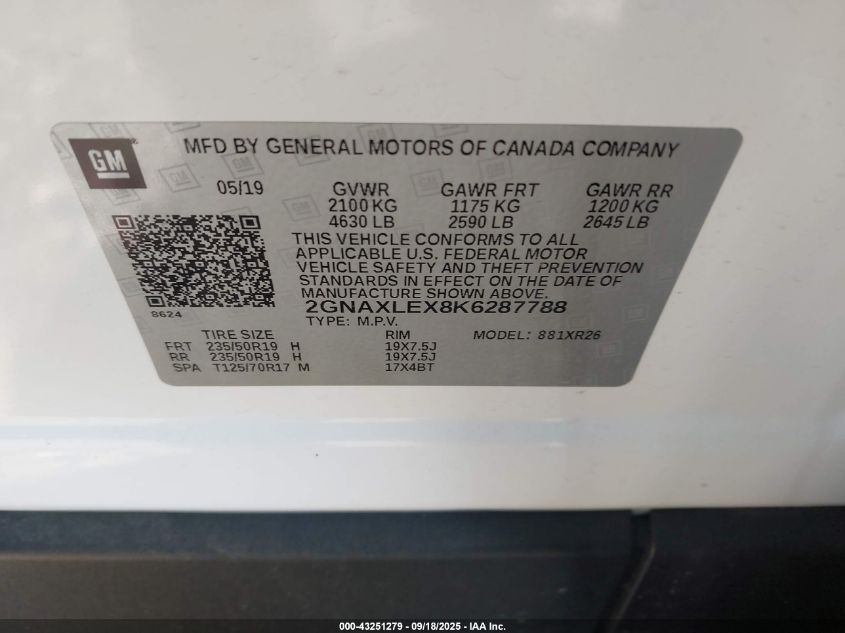 GM
MFD BY GENERAL MOTORS OF CANADA COMPANY
05/19 GVWR GAWR FRT GAWR RR
2100 KG 1175 KG 1200 KG
4630 LB 2590 LB 2645 LB
THIS VEHICLE CONFORMS TO ALL
APPLICABLE U.S. FEDERAL MOTOR
VEHICLE SAFETY AND THEFT PREVENTION
STANDARDS IN EFFECT ON THE DATE OF
MANUFACTURE SHOWN ABOVE.
8624
2GNAXLEX8K6287788
TYPE: M.P.V.
TIRE SIZE RIM MODEL: 881XR26
FRT 235/50R19 H 19X7.5J
RR 235/50R19 H 19X7.5J
SPA T125/70R17 M 17X4BT
000-43251279 - 09/18/2025 - IAA Inc.